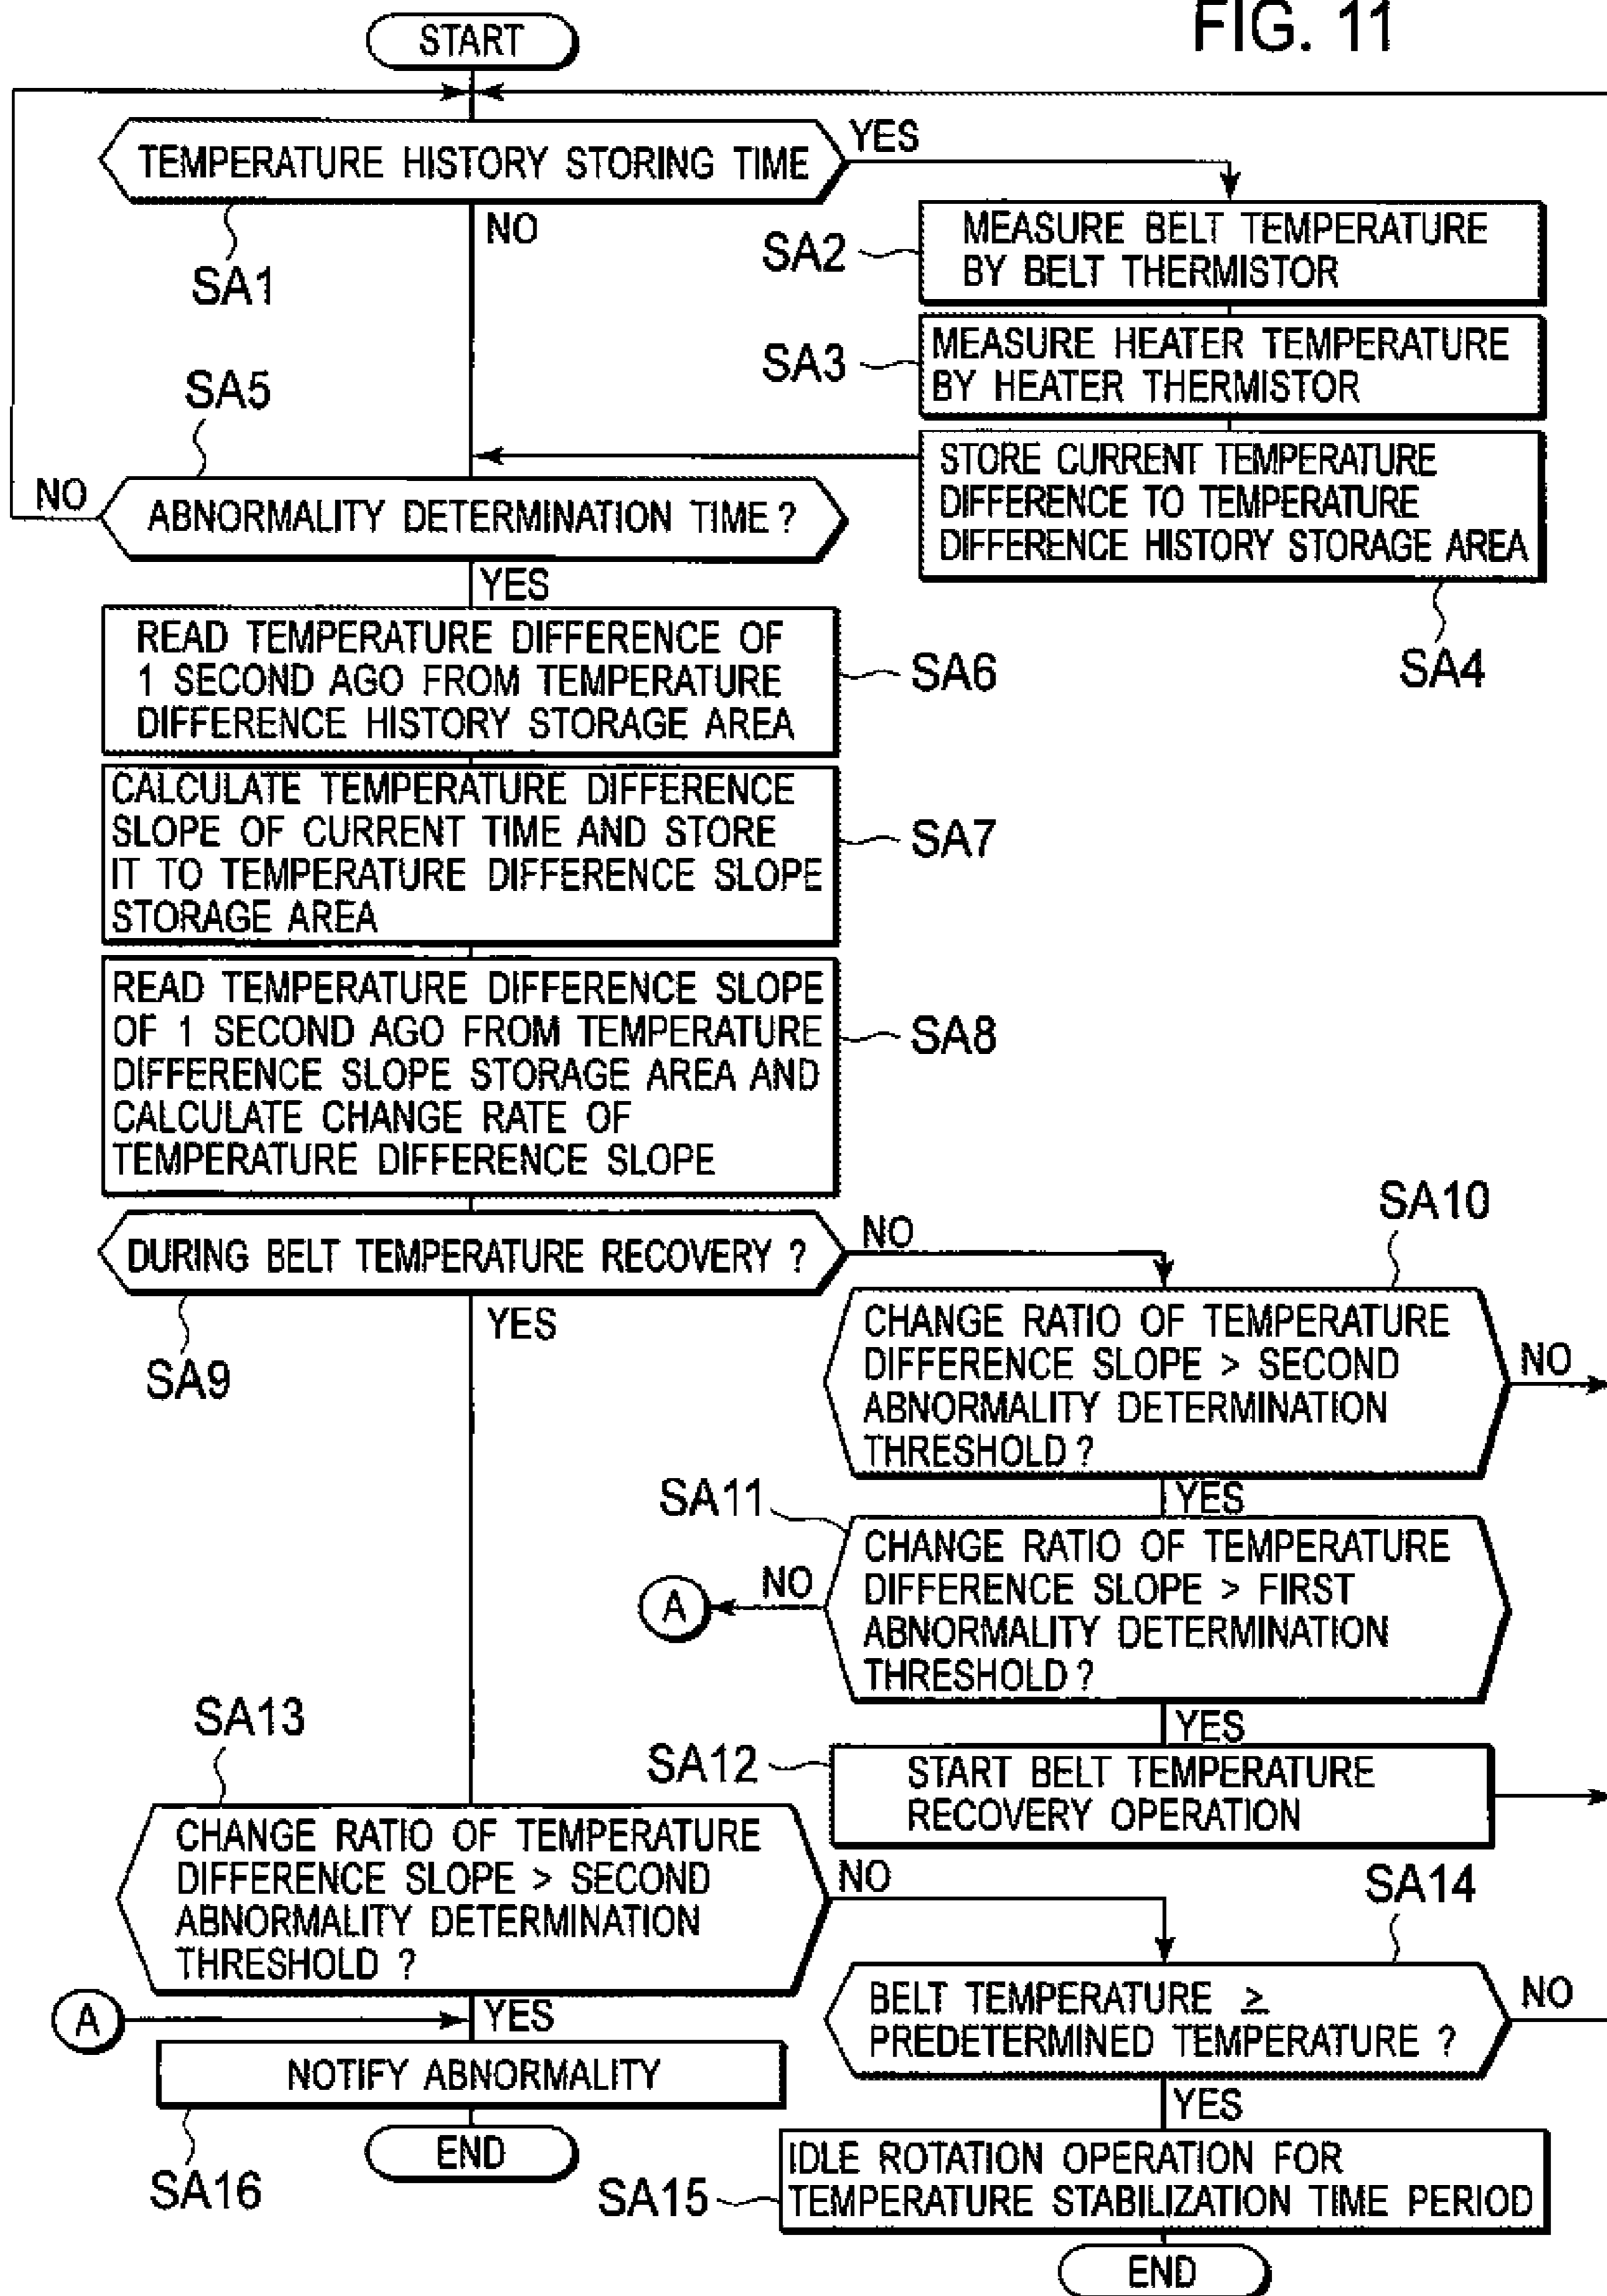 FIG. 11
START
TEMPERATURE HISTORY STORING TIME
YES
NO
SA1
SA2
MEASURE BELT TEMPERATURE
BY BELT THERMISTOR
SA3
MEASURE HEATER TEMPERATURE
BY HEATER THERMISTOR
STORE CURRENT TEMPERATURE
DIFFERENCE TO TEMPERATURE
DIFFERENCE HISTORY STORAGE AREA
SA4
SA5
NO
ABNORMALITY DETERMINATION TIME ?
YES
READ TEMPERATURE DIFFERENCE OF
1 SECOND AGO FROM TEMPERATURE
DIFFERENCE HISTORY STORAGE AREA
SA6
CALCULATE TEMPERATURE DIFFERENCE
SLOPE OF CURRENT TIME AND STORE
IT TO TEMPERATURE DIFFERENCE SLOPE
STORAGE AREA
SA7
READ TEMPERATURE DIFFERENCE SLOPE
OF 1 SECOND AGO FROM TEMPERATURE
DIFFERENCE SLOPE STORAGE AREA AND
CALCULATE CHANGE RATE OF
TEMPERATURE DIFFERENCE SLOPE
SA8
DURING BELT TEMPERATURE RECOVERY ?
NO
YES
SA9
SA10
CHANGE RATIO OF TEMPERATURE
DIFFERENCE SLOPE > SECOND
ABNORMALITY DETERMINATION
THRESHOLD ?
NO
YES
SA11
CHANGE RATIO OF TEMPERATURE
DIFFERENCE SLOPE > FIRST
ABNORMALITY DETERMINATION
THRESHOLD ?
NO
A
YES
SA12
START BELT TEMPERATURE
RECOVERY OPERATION
SA13
CHANGE RATIO OF TEMPERATURE
DIFFERENCE SLOPE > SECOND
ABNORMALITY DETERMINATION
THRESHOLD ?
NO
YES
SA14
BELT TEMPERATURE ≥
PREDETERMINED TEMPERATURE ?
NO
YES
A
NOTIFY ABNORMALITY
SA16
END
SA15
IDLE ROTATION OPERATION FOR
TEMPERATURE STABILIZATION TIME PERIOD
END